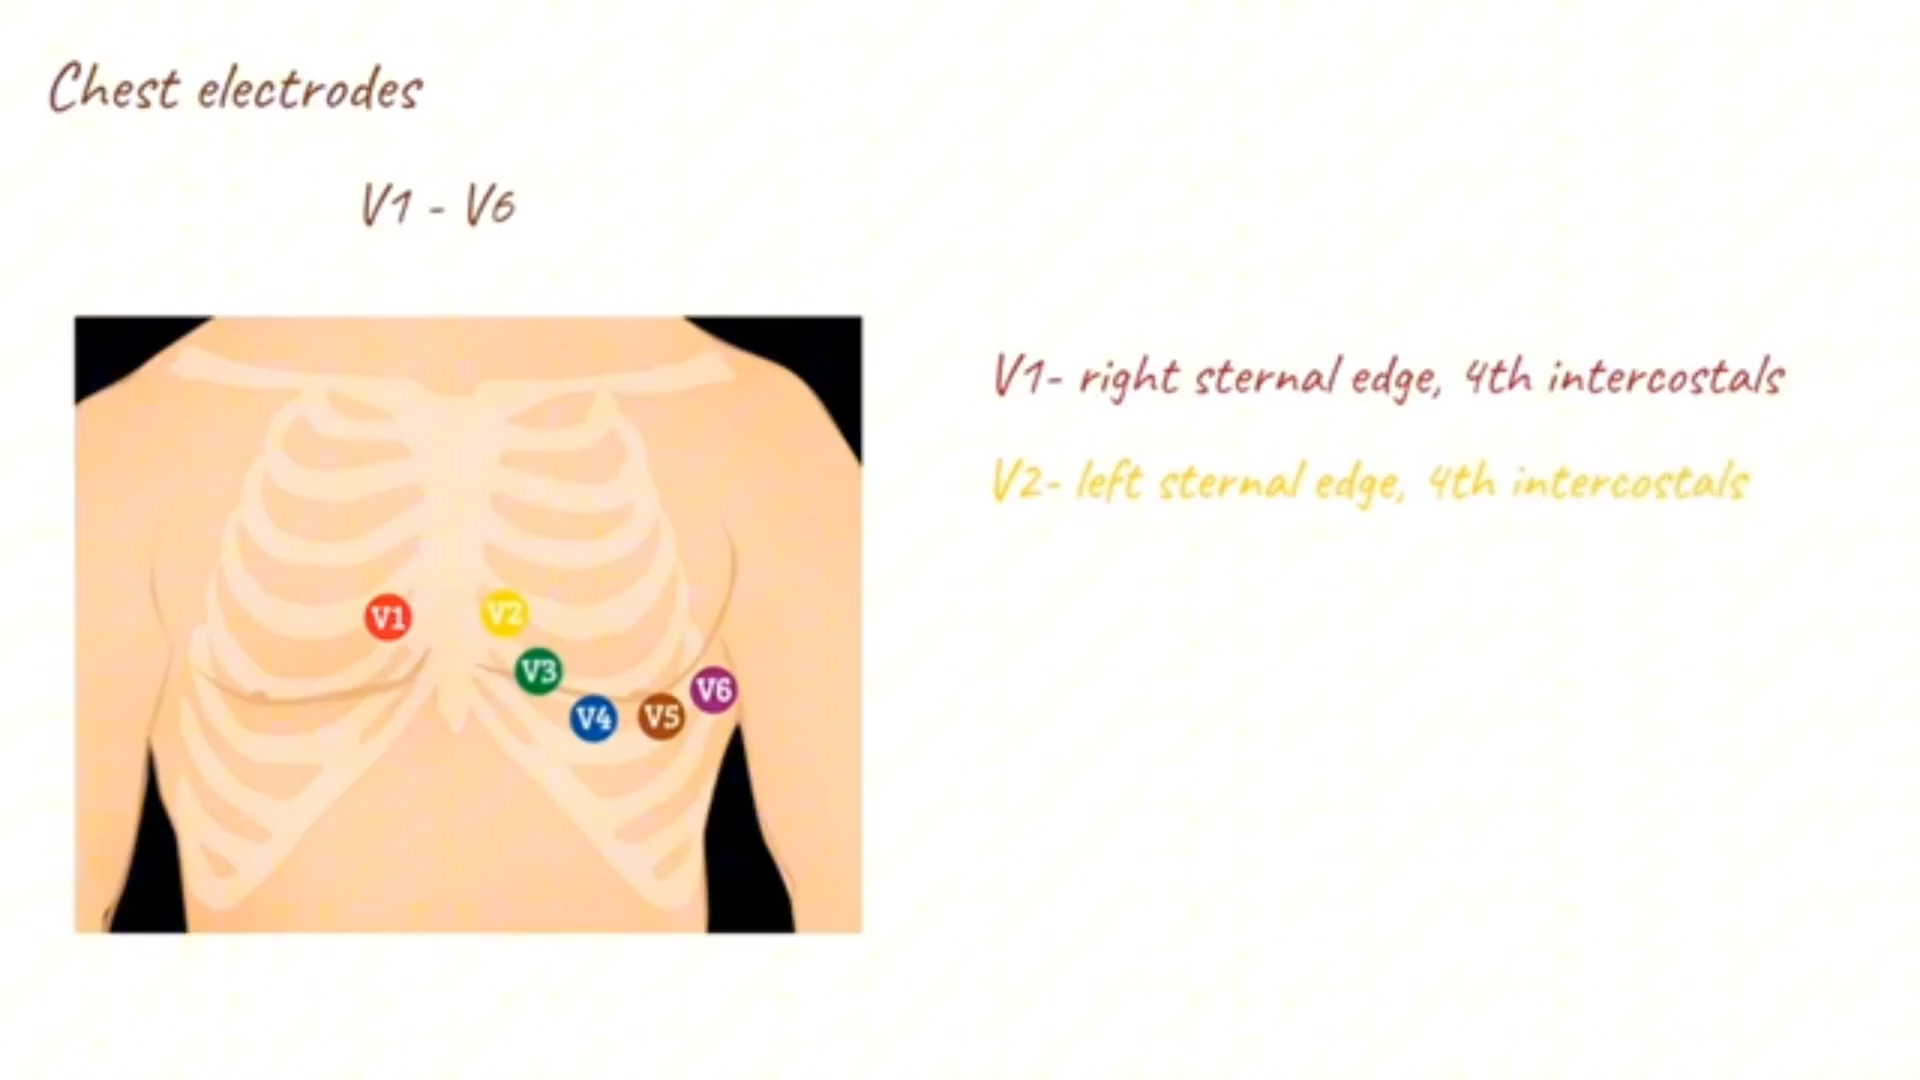 Chest electrodes
V1 - V6
V1- right sternal edge, 4th intercostals
V2- left sternal edge, 4th intercostals
V1
V2
V3
V4
V5
V6